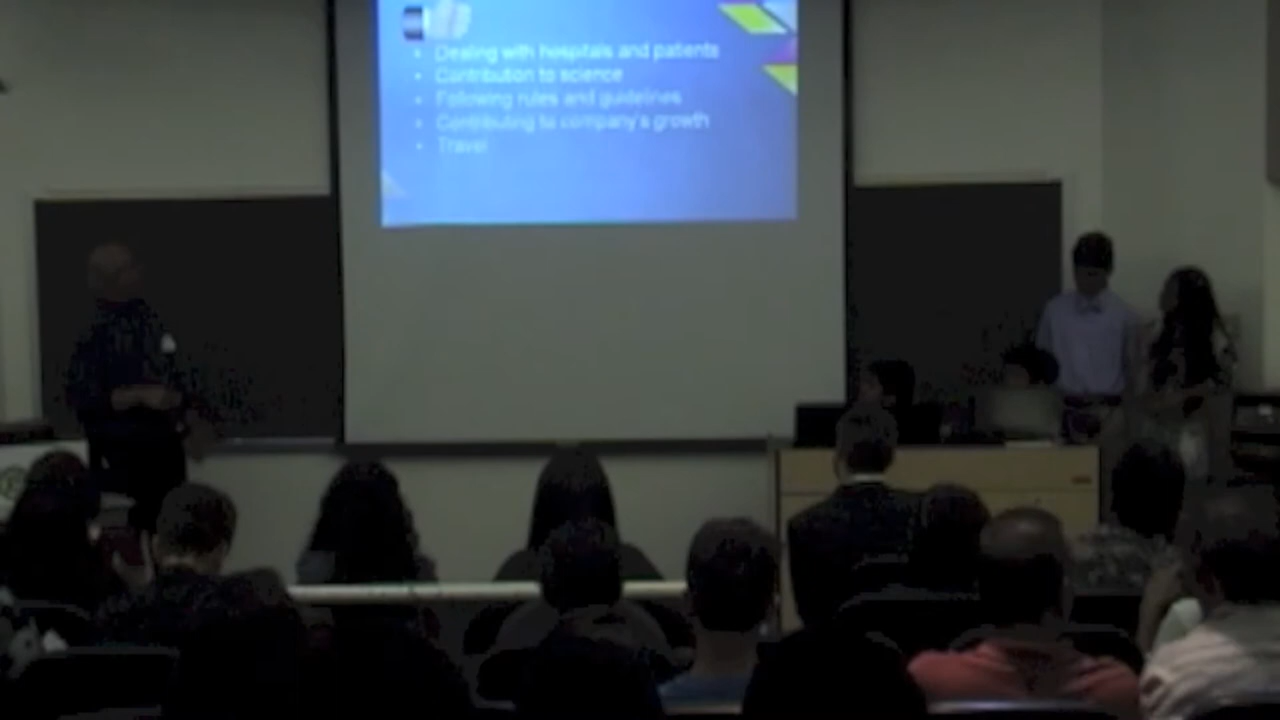 • Dealing with hospitals and patients
• Contribution to science
• Following rules and guidelines
• Contributing to company's growth
• Travel